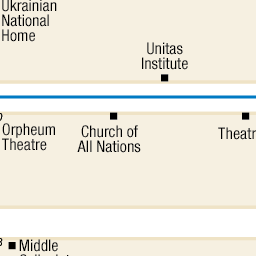 Ukrainian
National
Home
Unitas
Institute
Orpheum
Theatre
Church of
All Nations
Middle